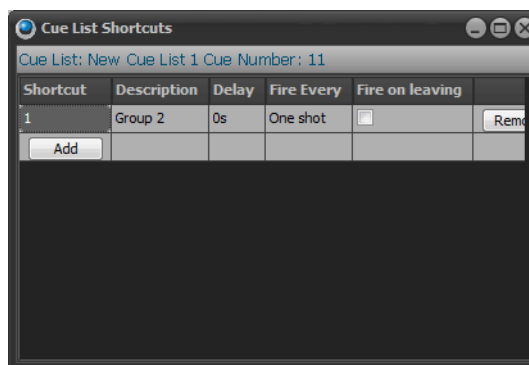 Cue List Shortcuts
Cue List: New Cue List 1 Cue Number: 11
Shortcut Description Delay Fire Every Fire on leaving
1 Group 2 0s One shot
Add